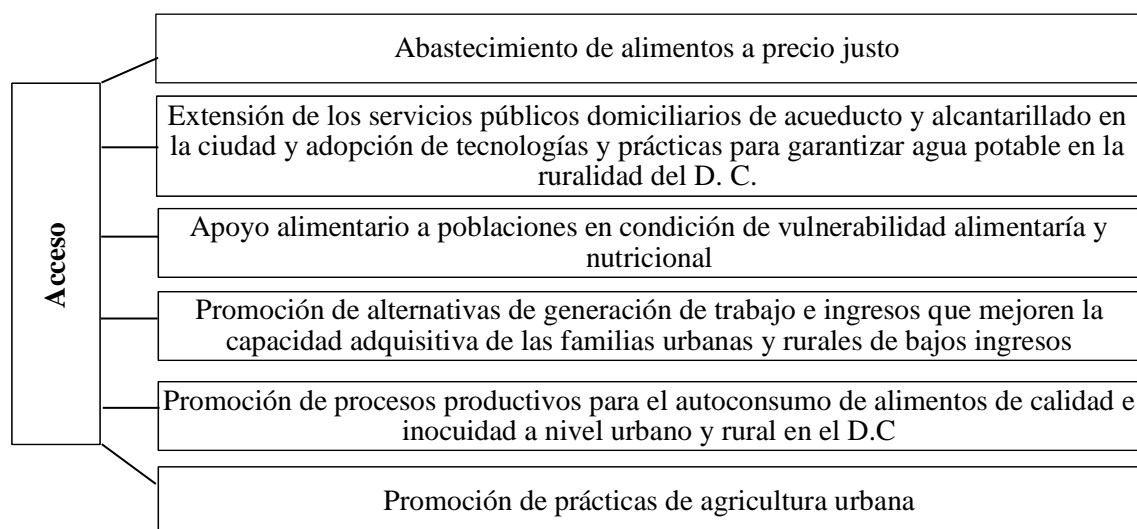 Acceso
Abastecimiento de alimentos a precio justo
Extensión de los servicios públicos domiciliarios de acueducto y alcantarillado en
la ciudad y adopción de tecnologías y prácticas para garantizar agua potable en la
ruralidad del D. C.
Apoyo alimentario a poblaciones en condición de vulnerabilidad alimentaría y
nutricional
Promoción de alternativas de generación de trabajo e ingresos que mejoren la
capacidad adquisitiva de las familias urbanas y rurales de bajos ingresos
Promoción de procesos productivos para el autoconsumo de alimentos de calidad e
inocuidad a nivel urbano y rural en el D.C
Promoción de prácticas de agricultura urbana